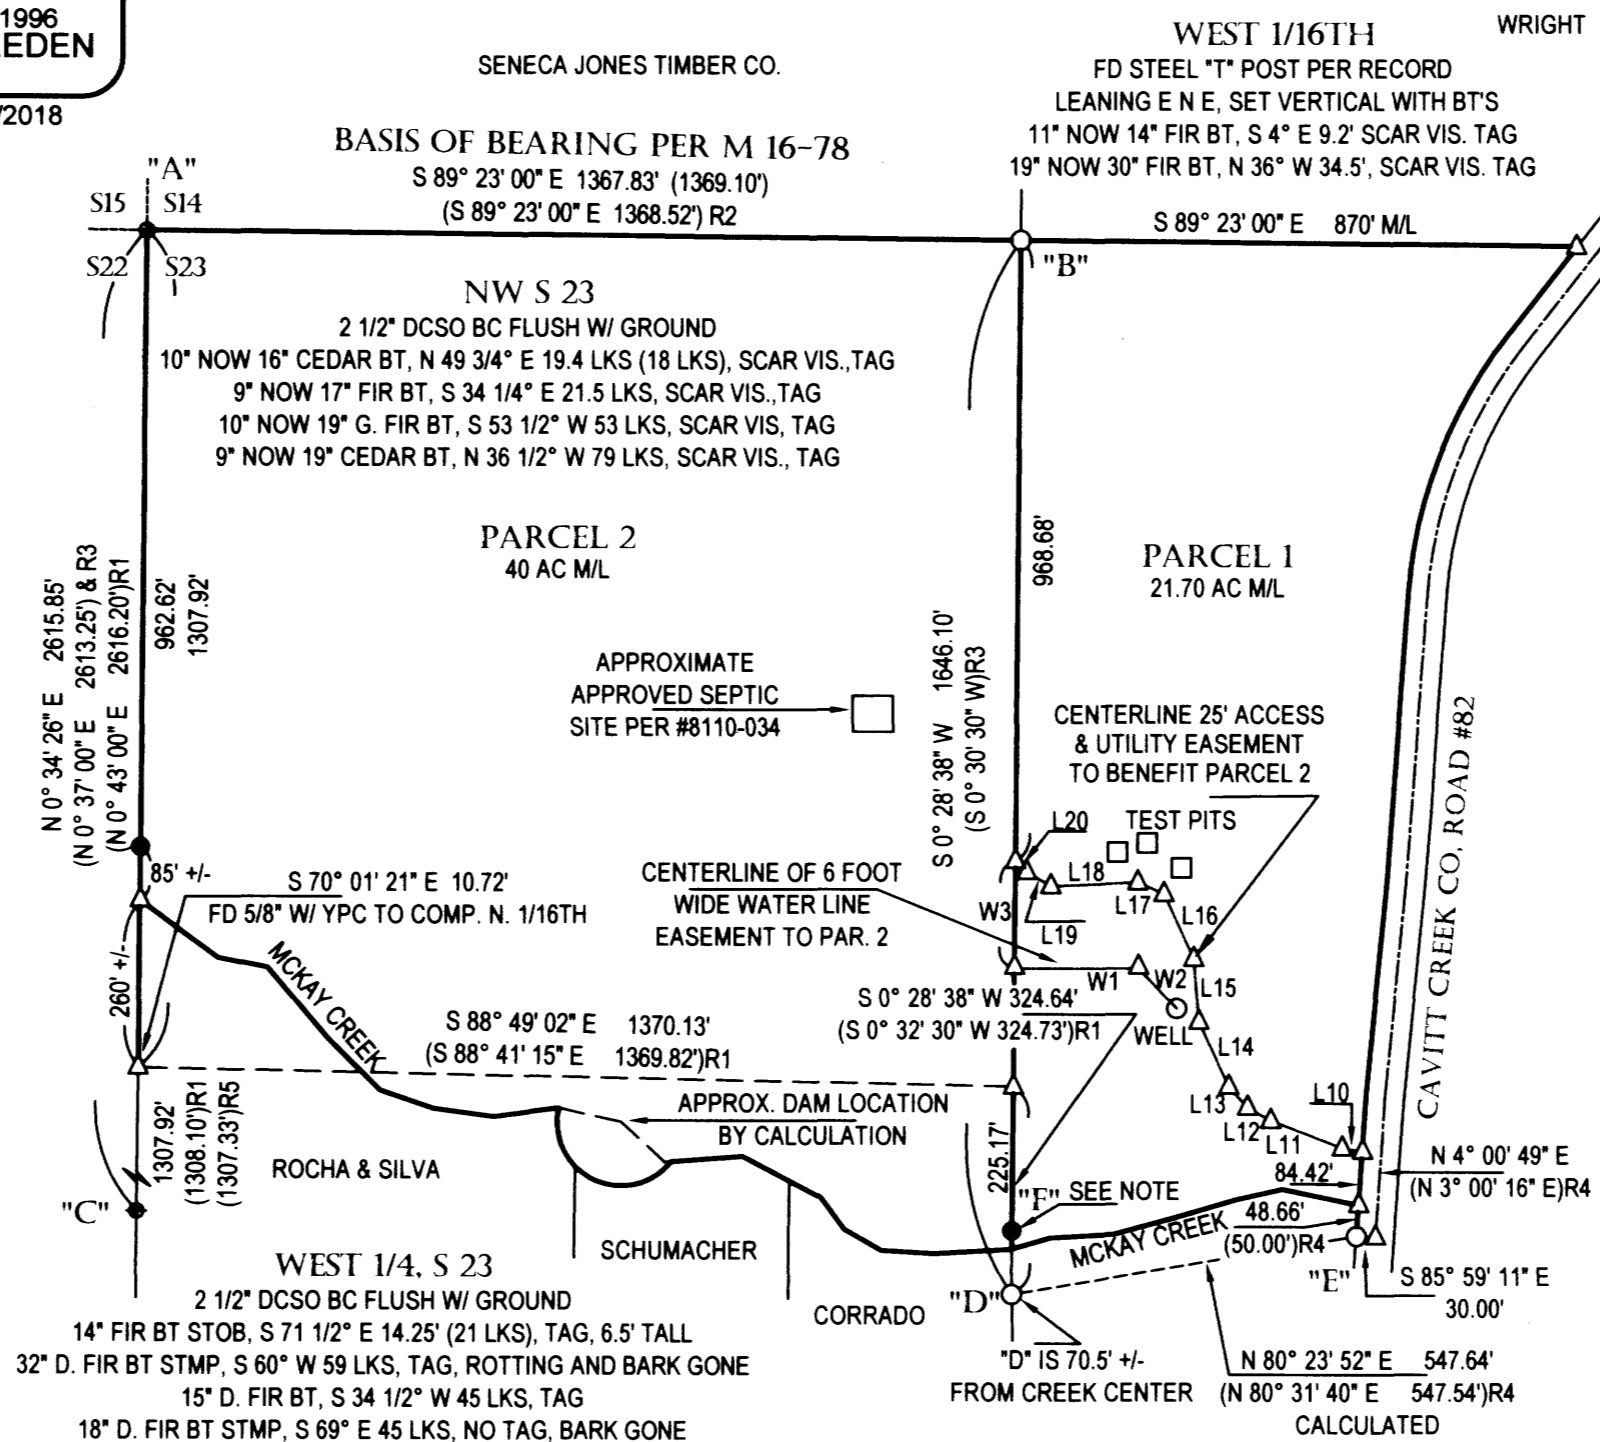 1996
EEDEN
/2018
SENECA JONES TIMBER CO.
WEST 1/16TH
WRIGHT
FD STEEL "T" POST PER RECORD
LEANING E N E, SET VERTICAL WITH BT'S
11" NOW 14" FIR BT, S 4° E 9.2' SCAR VIS. TAG
19" NOW 30" FIR BT, N 36° W 34.5', SCAR VIS. TAG
BASIS OF BEARING PER M 16-78
S 89° 23' 00" E 1367.83' (1369.10')
(S 89° 23' 00" E 1368.52') R2
"A"
S15 S14
S22 S23
S 89° 23' 00" E 870' M/L
"B"
NW S 23
2 1/2" DCSO BC FLUSH W/ GROUND
10" NOW 16" CEDAR BT, N 49 3/4° E 19.4 LKS (18 LKS), SCAR VIS.,TAG
9" NOW 17" FIR BT, S 34 1/4° E 21.5 LKS, SCAR VIS.,TAG
10" NOW 19" G. FIR BT, S 53 1/2° W 53 LKS, SCAR VIS, TAG
9" NOW 19" CEDAR BT, N 36 1/2° W 79 LKS, SCAR VIS., TAG
PARCEL 2
40 AC M/L
PARCEL 1
21.70 AC M/L
N 0° 34' 26" E 2615.85'
(N 0° 37' 00" E 2613.25') & R3
(N 0° 43' 00" E 2616.20')R1
962.62'
1307.92'
968.68'
S 0° 28' 38" W 1646.10'
(S 0° 30' 30" W)R3
APPROXIMATE
APPROVED SEPTIC
SITE PER #8110-034
CENTERLINE 25' ACCESS
& UTILITY EASEMENT
TO BENEFIT PARCEL 2
TEST PITS
L20
L18
L17
L16
L19
W3
CENTERLINE OF 6 FOOT
WIDE WATER LINE
EASEMENT TO PAR. 2
85' +/-
S 70° 01' 21" E 10.72'
FD 5/8" W/ YPC TO COMP. N. 1/16TH
260' +/-
MCKAY CREEK
W1
W2
L15
WELL
S 0° 28' 38" W 324.64'
(S 0° 32' 30" W 324.73')R1
S 88° 49' 02" E 1370.13'
(S 88° 41' 15" E 1369.82')R1
L14
L13
L12
L11
L10
CAVITT CREEK CO, ROAD #82
APPROX. DAM LOCATION
BY CALCULATION
1307.92'
(1308.10')R1
(1307.33')R5
ROCHA & SILVA
"C"
225.17'
"F" SEE NOTE
84.42'
N 4° 00' 49" E
(N 3° 00' 16" E)R4
48.66'
(50.00')R4
MCKAY CREEK
SCHUMACHER
WEST 1/4, S 23
2 1/2" DCSO BC FLUSH W/ GROUND
14" FIR BT STOB, S 71 1/2° E 14.25' (21 LKS), TAG, 6.5' TALL
32" D. FIR BT STMP, S 60° W 59 LKS, TAG, ROTTING AND BARK GONE
15" D. FIR BT, S 34 1/2° W 45 LKS, TAG
18" D. FIR BT STMP, S 69° E 45 LKS, NO TAG, BARK GONE
CORRADO
"D"
"E"
S 85° 59' 11" E
30.00'
"D" IS 70.5' +/-
FROM CREEK CENTER
N 80° 23' 52" E 547.64'
(N 80° 31' 40" E 547.54')R4
CALCULATED